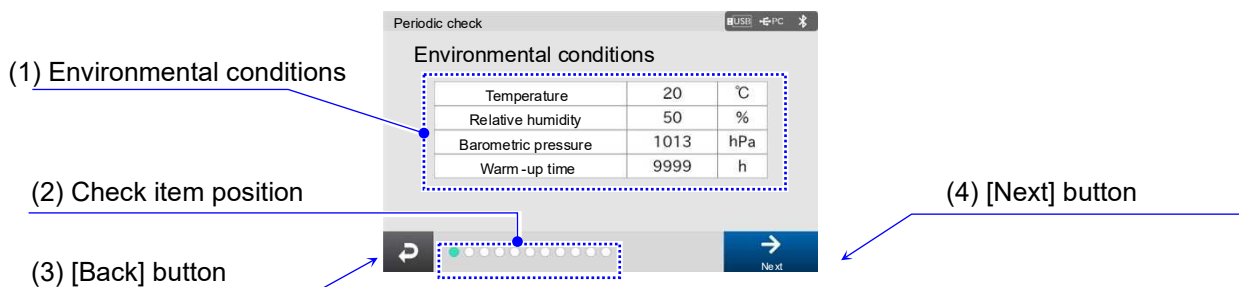 Periodic check
USB PC
Environmental conditions
(1) Environmental conditions
Temperature 20 ℃
Relative humidity 50 %
Barometric pressure 1013 hPa
Warm-up time 9999 h
(2) Check item position
(4) [Next] button
Next
(3) [Back] button